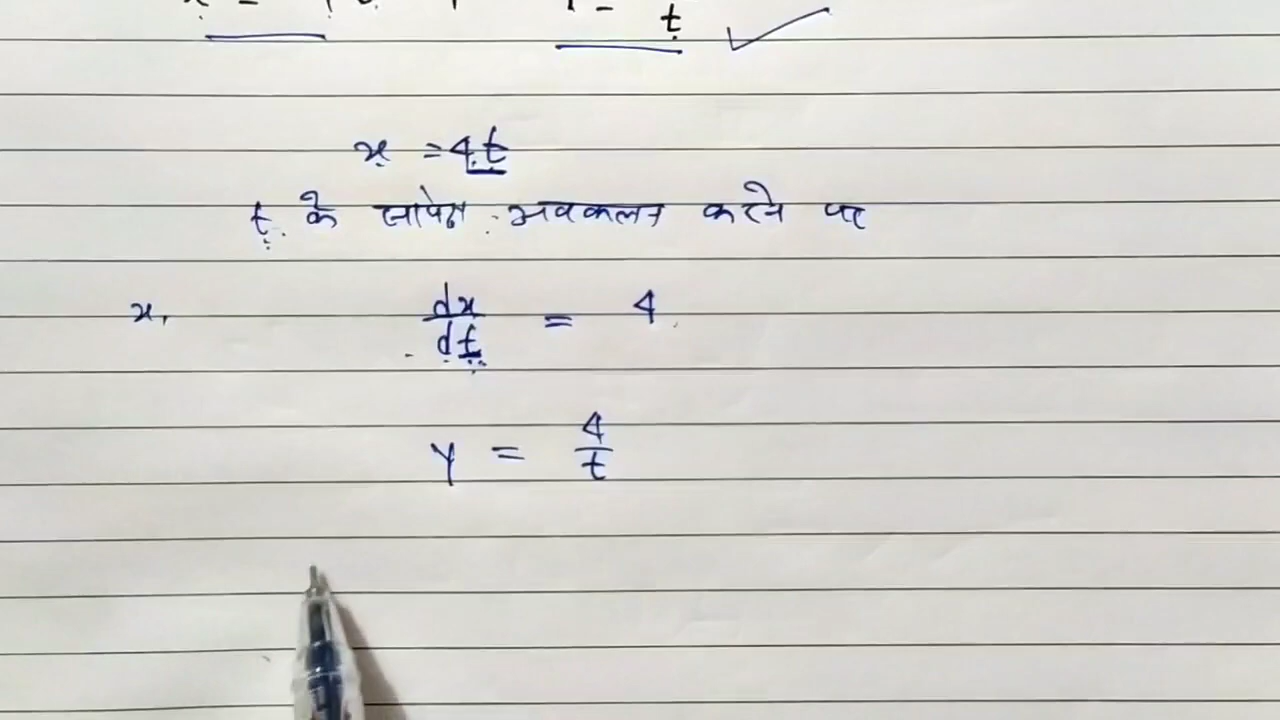 t
x = 4t
t के सापेक्ष अवकलन करने पर
x, dx/dt = 4
y = 4/t